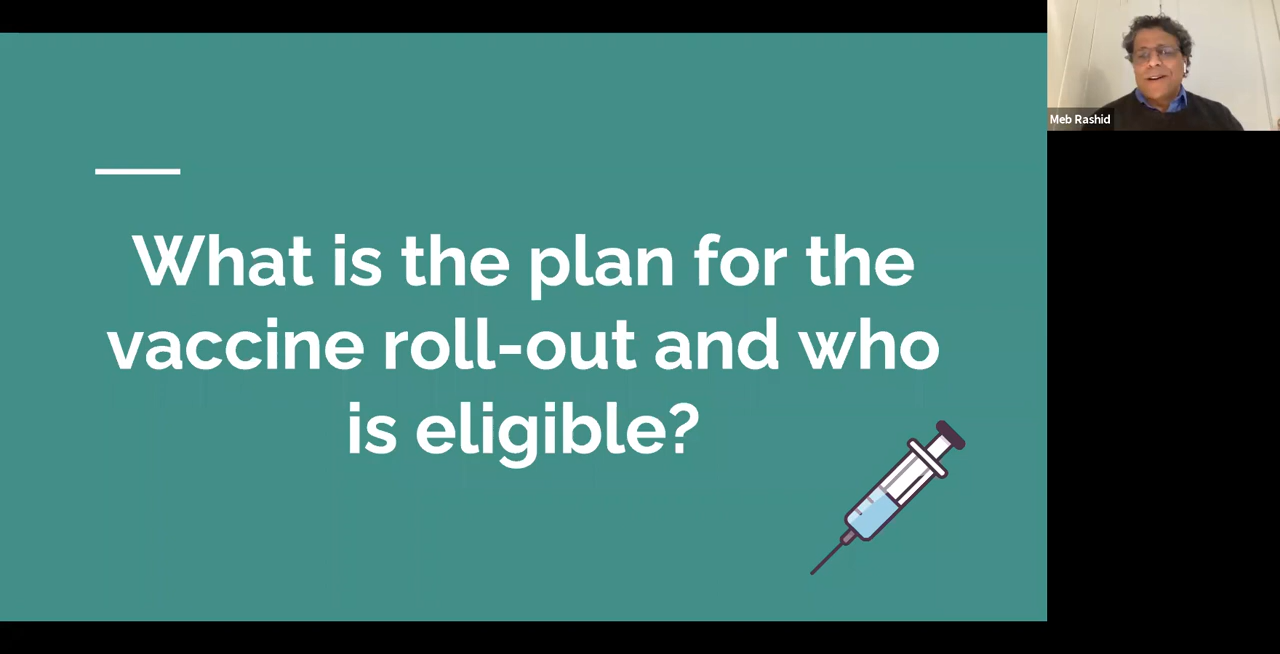 What is the plan for the
vaccine roll-out and who
is eligible?
Meb Rashid